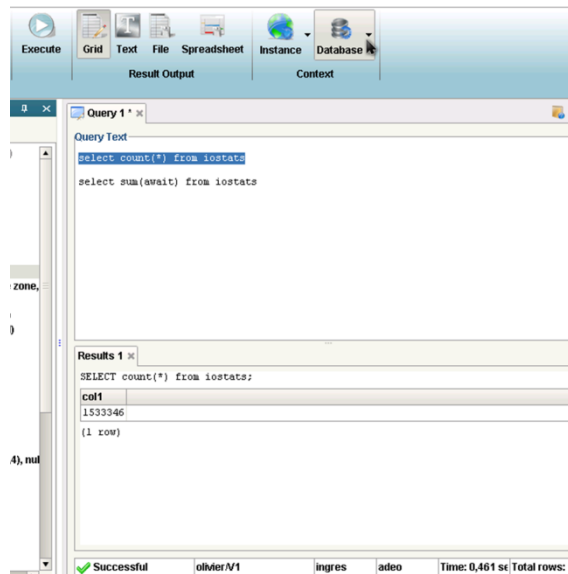 Execute Grid Text File Spreadsheet Instance Database
Result Output Context
Query 1 *
Query Text
select count(*) from iostats
select sum(await) from iostats
zone,
Results 1
SELECT count(*) from iostats;
col1
1533346
(1 row)
4), nul
Successful olivier/V1 ingres adeo Time: 0,461 se Total rows: